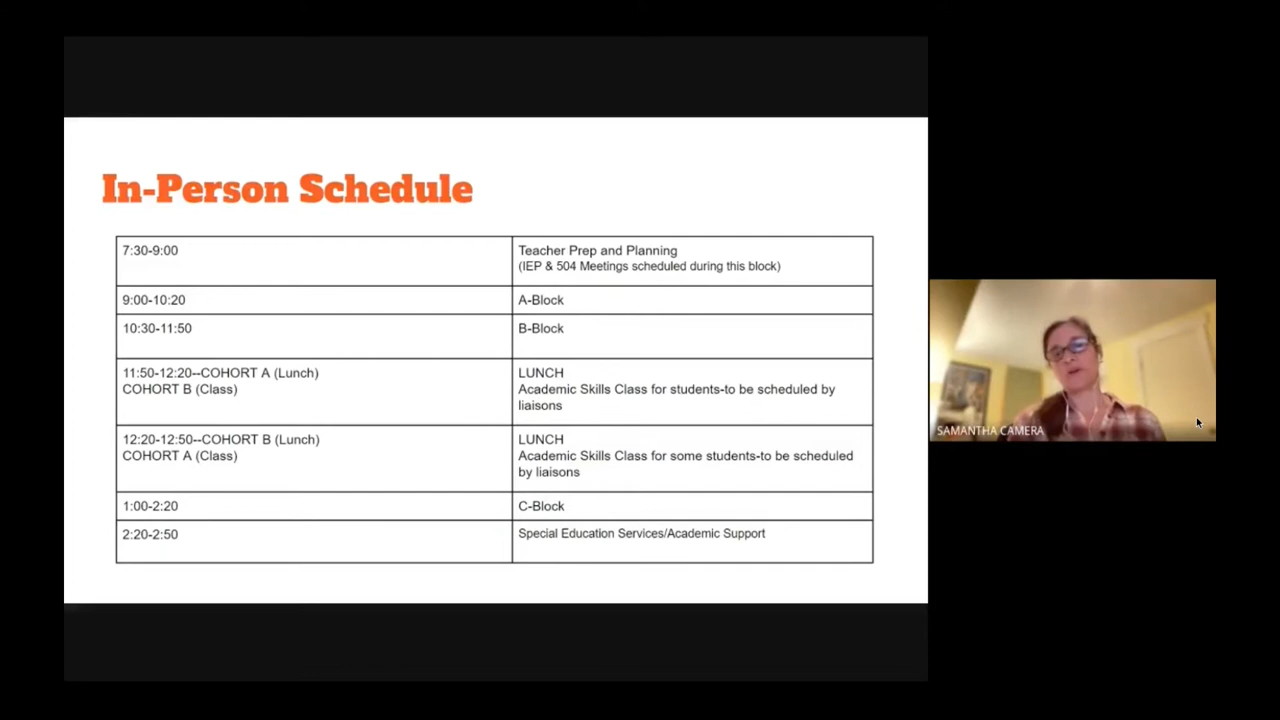 In-Person Schedule
7:30-9:00
Teacher Prep and Planning
(IEP & 504 Meetings scheduled during this block)
9:00-10:20
A-Block
10:30-11:50
B-Block
11:50-12:20--COHORT A (Lunch)
COHORT B (Class)
LUNCH
Academic Skills Class for students-to be scheduled by
liaisons
12:20-12:50--COHORT B (Lunch)
COHORT A (Class)
LUNCH
Academic Skills Class for some students-to be scheduled
by liaisons
1:00-2:20
C-Block
2:20-2:50
Special Education Services/Academic Support
SAMANTHA CAMERA